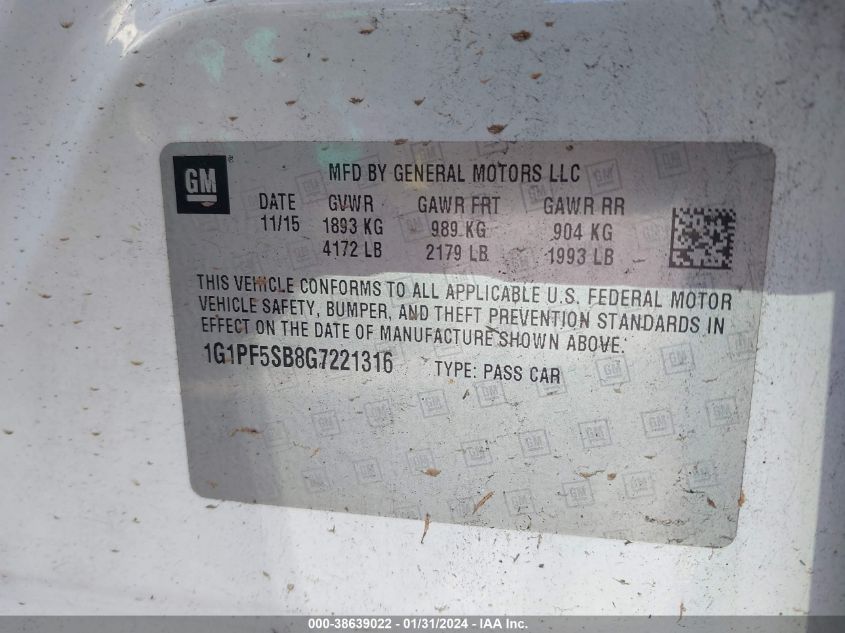 GM ® MFD BY GENERAL MOTORS LLC
DATE GVWR GAWR FRT GAWR RR
11/15 1893 KG 989 KG 904 KG
4172 LB 2179 LB 1993 LB
THIS VEHICLE CONFORMS TO ALL APPLICABLE U.S. FEDERAL MOTOR
VEHICLE SAFETY, BUMPER, AND THEFT PREVENTION STANDARDS IN
EFFECT ON THE DATE OF MANUFACTURE SHOWN ABOVE:
1G1PF5SB8G7221316 TYPE: PASS CAR
000-38639022 - 01/31/2024 - IAA Inc.